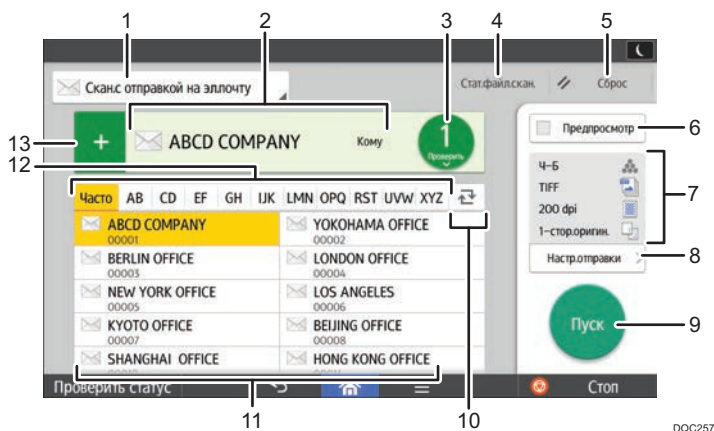 1 2 3 4 5
Скан.с отправкой на эл.почту
Стат.файл.скан. Сброс
13
+ ABCD COMPANY Кому 1
Проверить
Предпросмотр 6
12
Часто AB CD EF GH IJK LMN OPQ RST UVW XYZ
Ч-Б
TIFF
200 dpi
1-стор.оригин.
7
ABCD COMPANY
00001
YOKOHAMA OFFICE
00002
BERLIN OFFICE
00003
LONDON OFFICE
00004
NEW YORK OFFICE
00005
LOS ANGELES
00006
KYOTO OFFICE
00007
BEIJING OFFICE
00008
SHANGHAI OFFICE
HONG KONG OFFICE
Настр.отправки 8
Пуск 9
Проверить статус
Стоп
11 10
DQC257